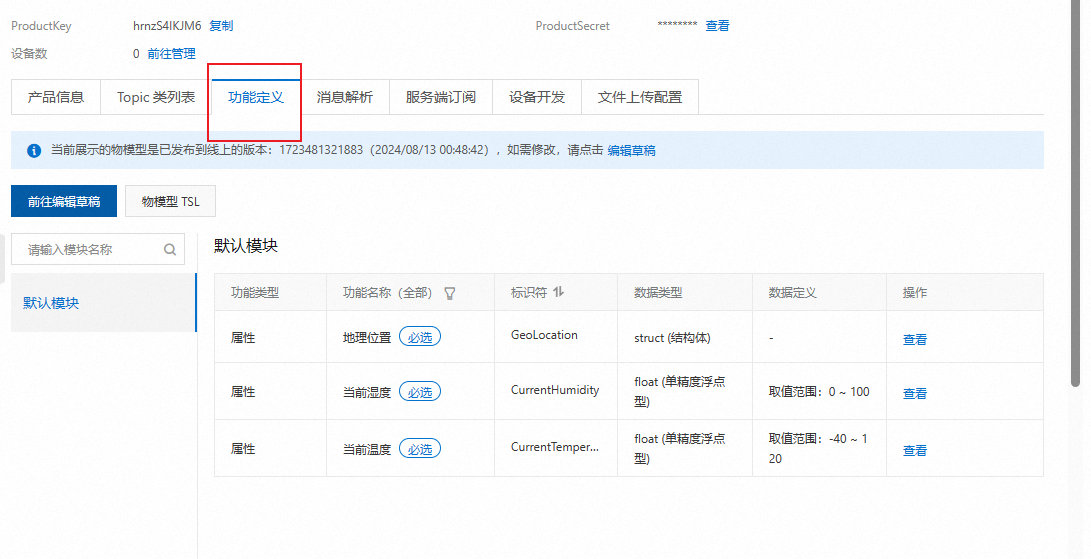 ProductKey hrnzS4lKJM6 复制 ProductSecret ******** 查看
设备数 0 前往管理
产品信息 Topic 类列表 功能定义 消息解析 服务端订阅 设备开发 文件上传配置
当前展示的物模型是已发布到线上的版本：1723481321883（2024/08/13 00:48:42），如需修改，请点击 编辑草稿
前往编辑草稿 物模型 TSL
请输入模块名称
默认模块
默认模块
功能类型 功能名称（全部） 标识符 数据类型 数据定义 操作
属性 地理位置 必选 GeoLocation struct (结构体) - 查看
属性 当前湿度 必选 CurrentHumidity float (单精度浮点
型) 取值范围：0 ~ 100 查看
属性 当前温度 必选 CurrentTemper... float (单精度浮点
型) 取值范围：-40 ~ 1
20 查看